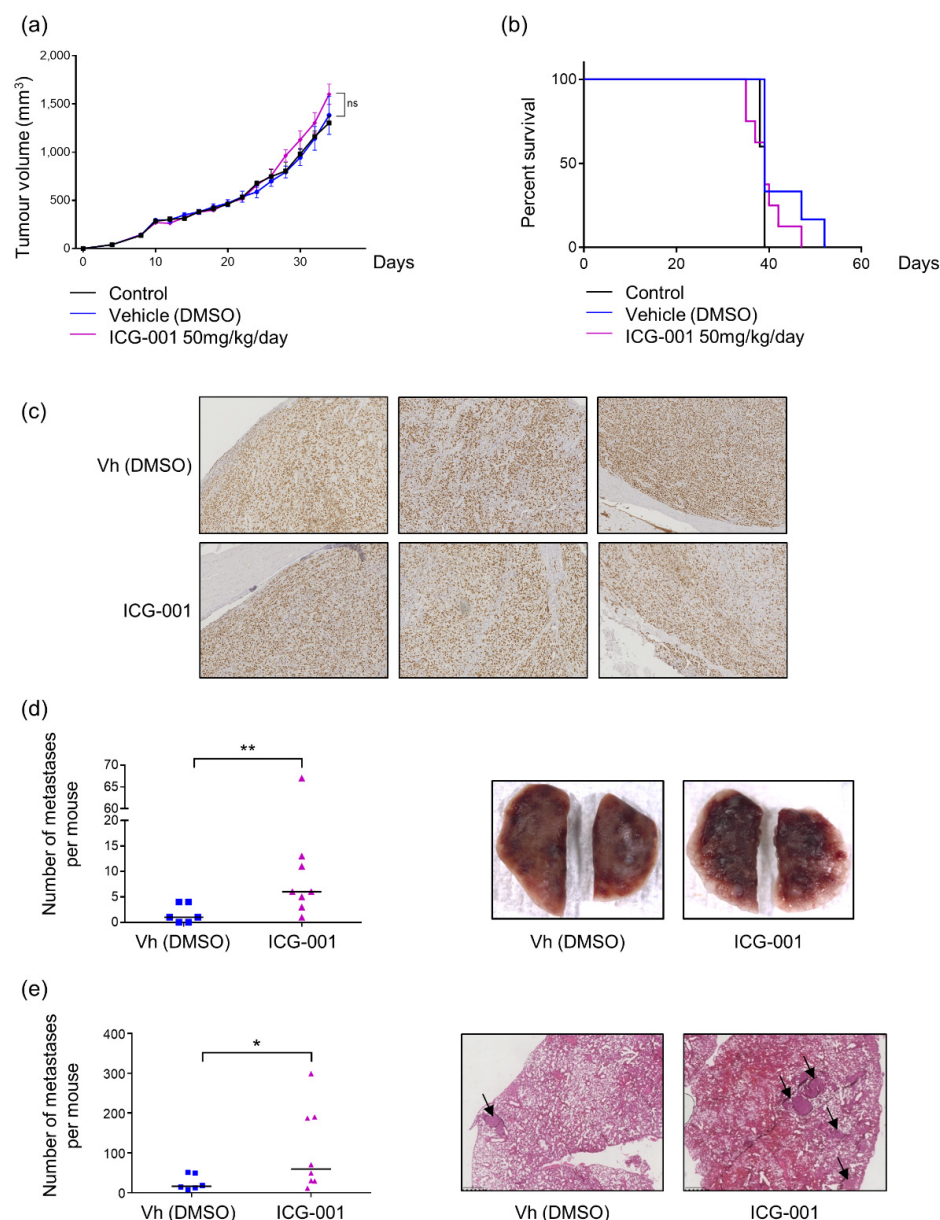 (a)
2,000
1,500
1,000
500
0
Tumour volume (mm³)
ns
0 10 20 30 Days
Control
Vehicle (DMSO)
ICG-001 50mg/kg/day
(b)
100
50
0
Percent survival
0 20 40 60 Days
Control
Vehicle (DMSO)
ICG-001 50mg/kg/day
(c)
Vh (DMSO)
ICG-001
(d)
Number of metastases
per mouse
70
65
60
20
15
10
5
0
**
Vh (DMSO) ICG-001
Vh (DMSO) ICG-001
(e)
Number of metastases
per mouse
400
300
200
100
0
*
Vh (DMSO) ICG-001
Vh (DMSO) ICG-001